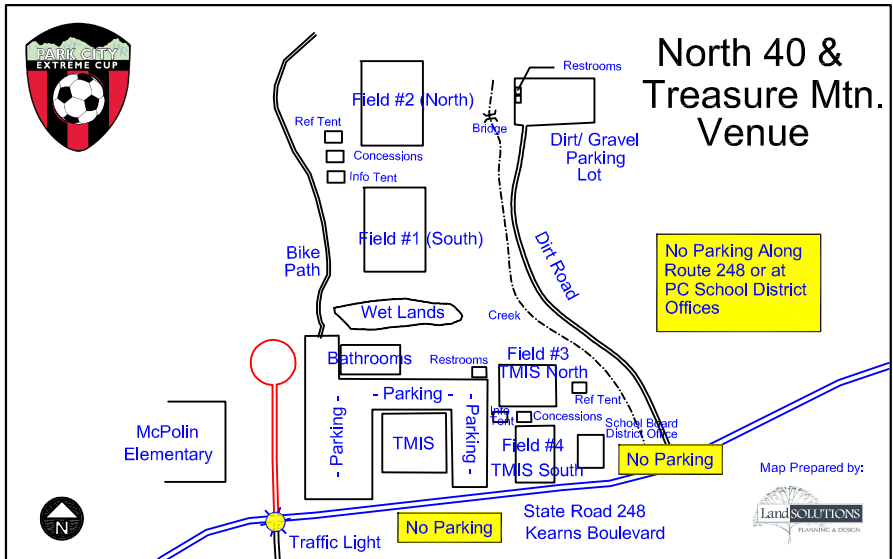 PARK CITY
EXTREME CUP
North 40 &
Treasure Mtn.
Venue
Restrooms
Field #2 (North)
Ref Tent
Bridge
Dirt/ Gravel
Parking
Lot
Concessions
Info Tent
Field #1 (South)
Bike
Path
Dirt Road
No Parking Along
Route 248 or at
PC School District
Offices
Wet Lands
Creek
Bathrooms
Restrooms
Field #3
TMIS North
- Parking -
Ref Tent
- Parking -
- Parking -
Info
Tent
Concessions
School Board
District Office
McPolin
Elementary
TMIS
Field #4
TMIS South
No Parking
Map Prepared by:
Land SOLUTIONS
PLANNING & DESIGN
N
Traffic Light
No Parking
State Road 248
Kearns Boulevard